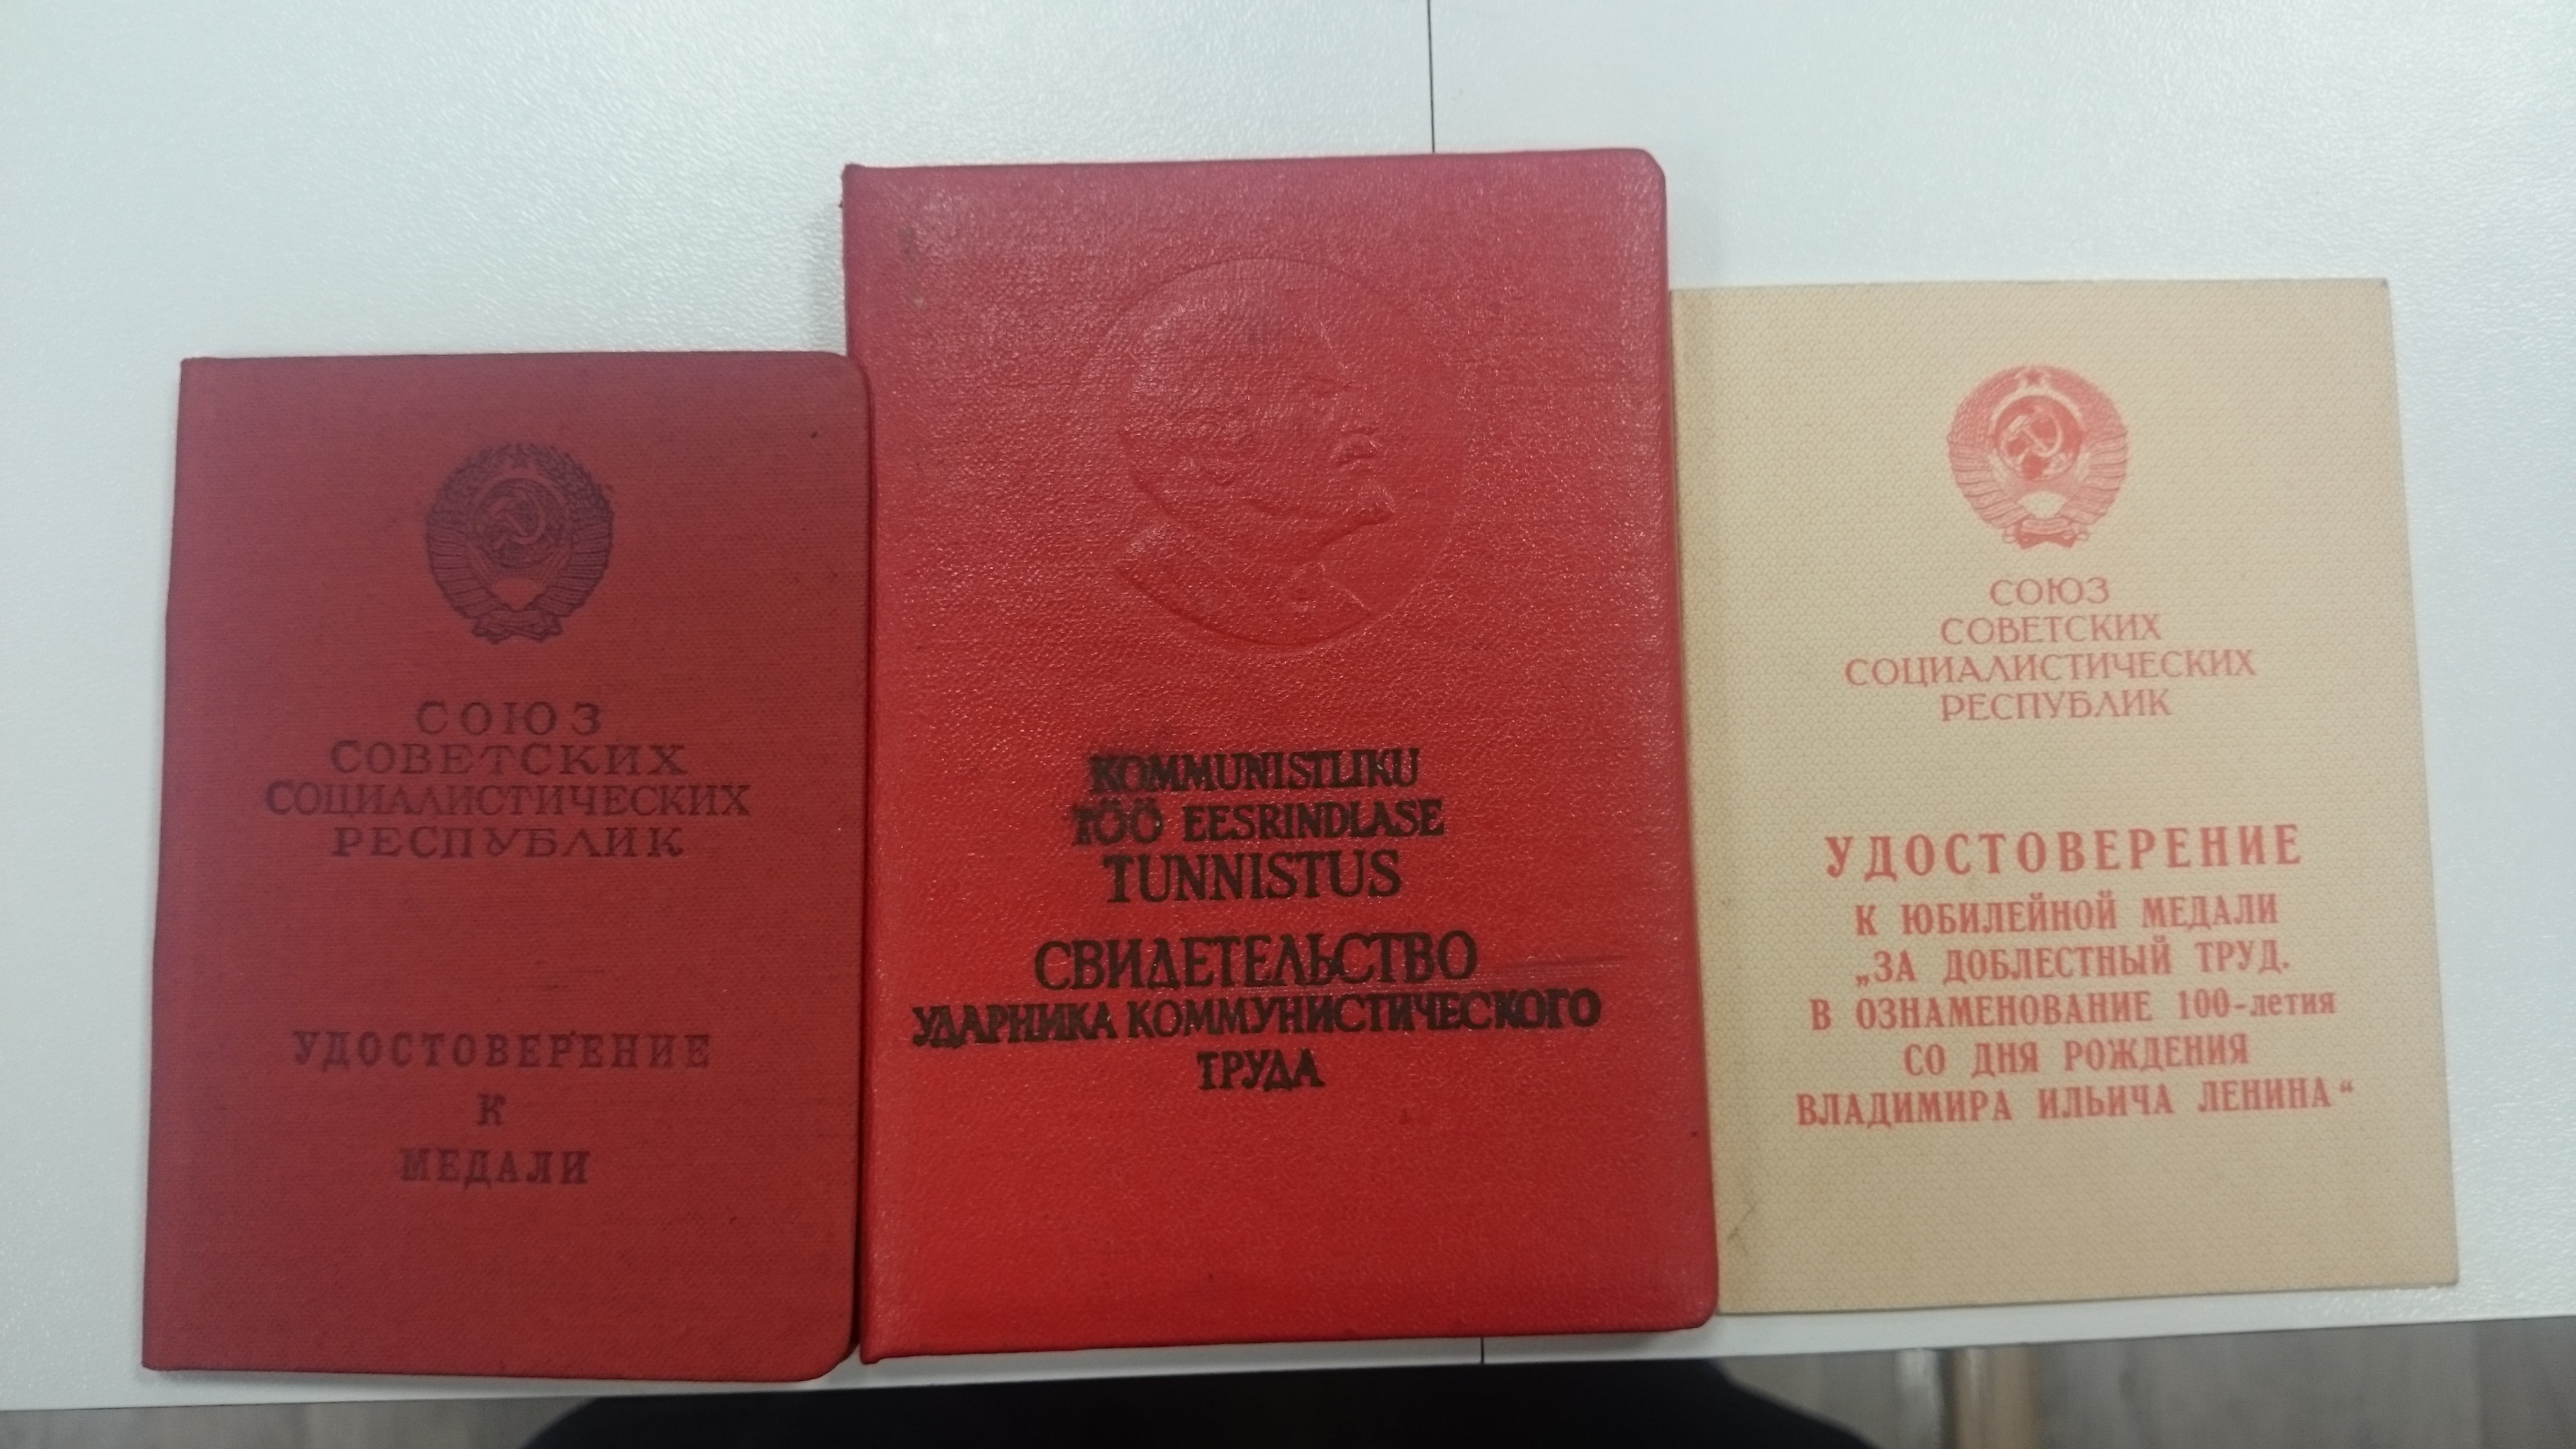 СОЮЗ
СОВЕТСКИХ
СОЦИАЛИСТИЧЕСКИХ
РЕСПУБЛИК
УДОСТОВЕРЕНИЕ
К
МЕДАЛИ
KOMMUNISTLIKU
TÖÖ EESRINDLASE
TUNNISTUS
СВИДЕТЕЛЬСТВО
УДАРНИКА КОММУНИСТИЧЕСКОГО
ТРУДА
СОЮЗ
СОВЕТСКИХ
СОЦИАЛИСТИЧЕСКИХ
РЕСПУБЛИК
УДОСТОВЕРЕНИЕ
К ЮБИЛЕЙНОЙ МЕДАЛИ
„ЗА ДОБЛЕСТНЫЙ ТРУД.
В ОЗНАМЕНОВАНИЕ 100-летия
СО ДНЯ РОЖДЕНИЯ
ВЛАДИМИРА ИЛЬИЧА ЛЕНИНА“